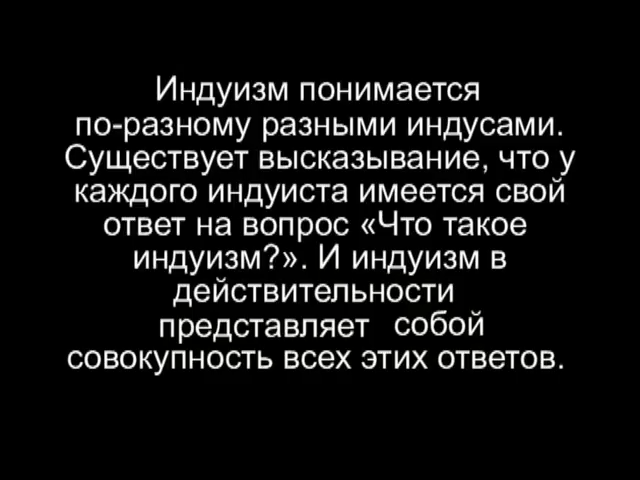 Индуизм понимается
по-разному разными индусами.
Существует высказывание, что у
каждого индуиста имеется свой
ответ на вопрос «Что такое
индуизм?». И индуизм в
действительности
представляет собой
совокупность всех этих ответов.